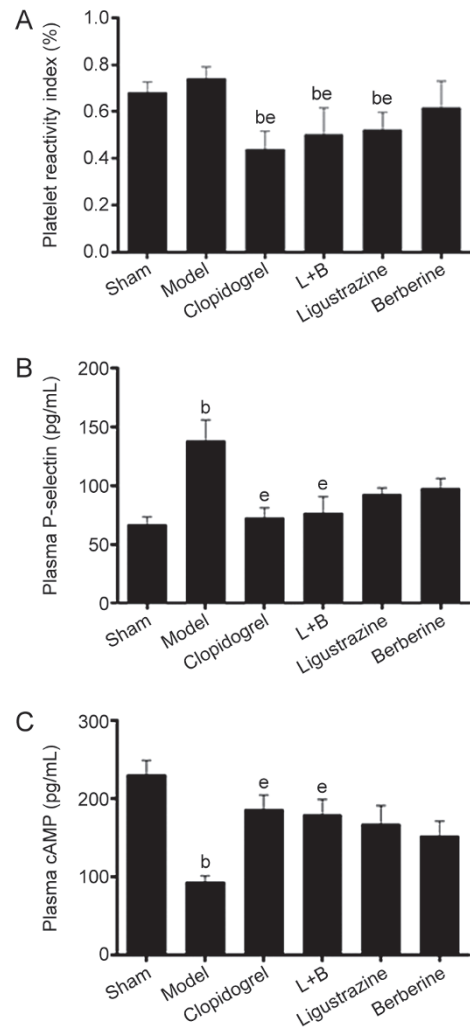 A
Platelet reactivity index (%)
1.0
0.8
0.6
0.4
0.2
0.0
be
be
be
Sham
Model
Clopidogrel
L+B
Ligustrazine
Berberine
B
Plasma P-selectin (pg/mL)
200
150
100
50
0
b
e
e
Sham
Model
Clopidogrel
L+B
Ligustrazine
Berberine
C
Plasma cAMP (pg/mL)
300
200
100
0
b
e
e
Sham
Model
Clopidogrel
L+B
Ligustrazine
Berberine